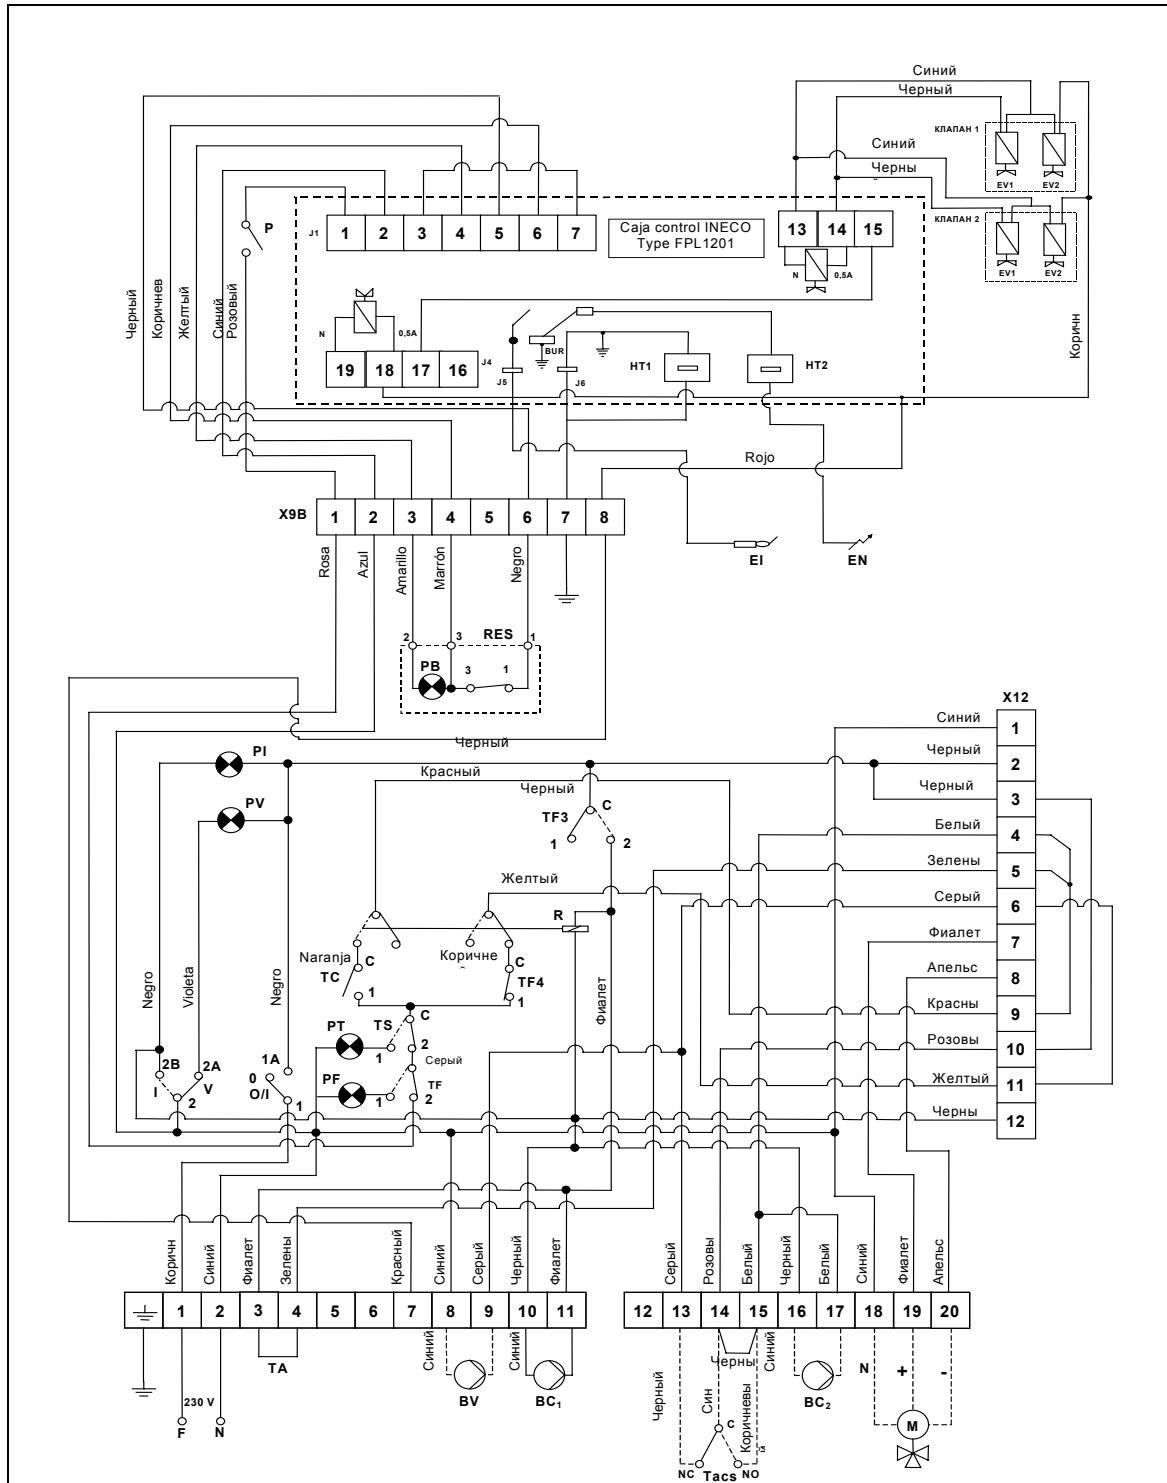 Синий
Черный
КЛАПАН 1
EV1 EV2
Синий
Черны
КЛАПАН 2
EV1 EV2
P
J1 1 2 3 4 5 6 7
Caja control INECO
Type FPL1201
13 14 15
N 0,5A
Черный
Коричнев
Желтый
Синий
Розовый
N 0,5A
19 18 17 16 J4
J5
BUR
J6
HT1
HT2
Коричн
Rojo
X9B 1 2 3 4 5 6 7 8
EI EN
Rosa
Azul
Amarillo
Marrón
Negro
2 3 RES 1
PB 3 1
X12
Черный
Синий 1
Черный 2
Черный 3
Белый 4
Зелены 5
Серый 6
Фиалет 7
Апельс 8
Красны 9
Розовы 10
Желтый 11
Черны 12
PI
PV
Красный
Черный
TF3 C
1 2
Желтый
R
Naranja
Коричне
TC C
1
C
TF4
1
Фиалет
Negro
Violeta
Negro
PT TS C
1 2
Серый
PF TF
1 2
2B 2A
I V
2
1A
0
O/I 1
Коричн
Синий
Фиалет
Зелены
Красный
Синий
Серый
Черный
Фиалет
Серый
Розовы
Белый
Черный
Белый
Синий
Фиалет
Апельс
1 2 3 4 5 6 7 8 9 10 11
12 13 14 15 16 17 18 19 20
TA
Синий
BV
Синий
BC1
230 V
F N
Черный
Син
Черны
Коричневы
Синий
BC2
N + -
M
C
NC Tacs NO